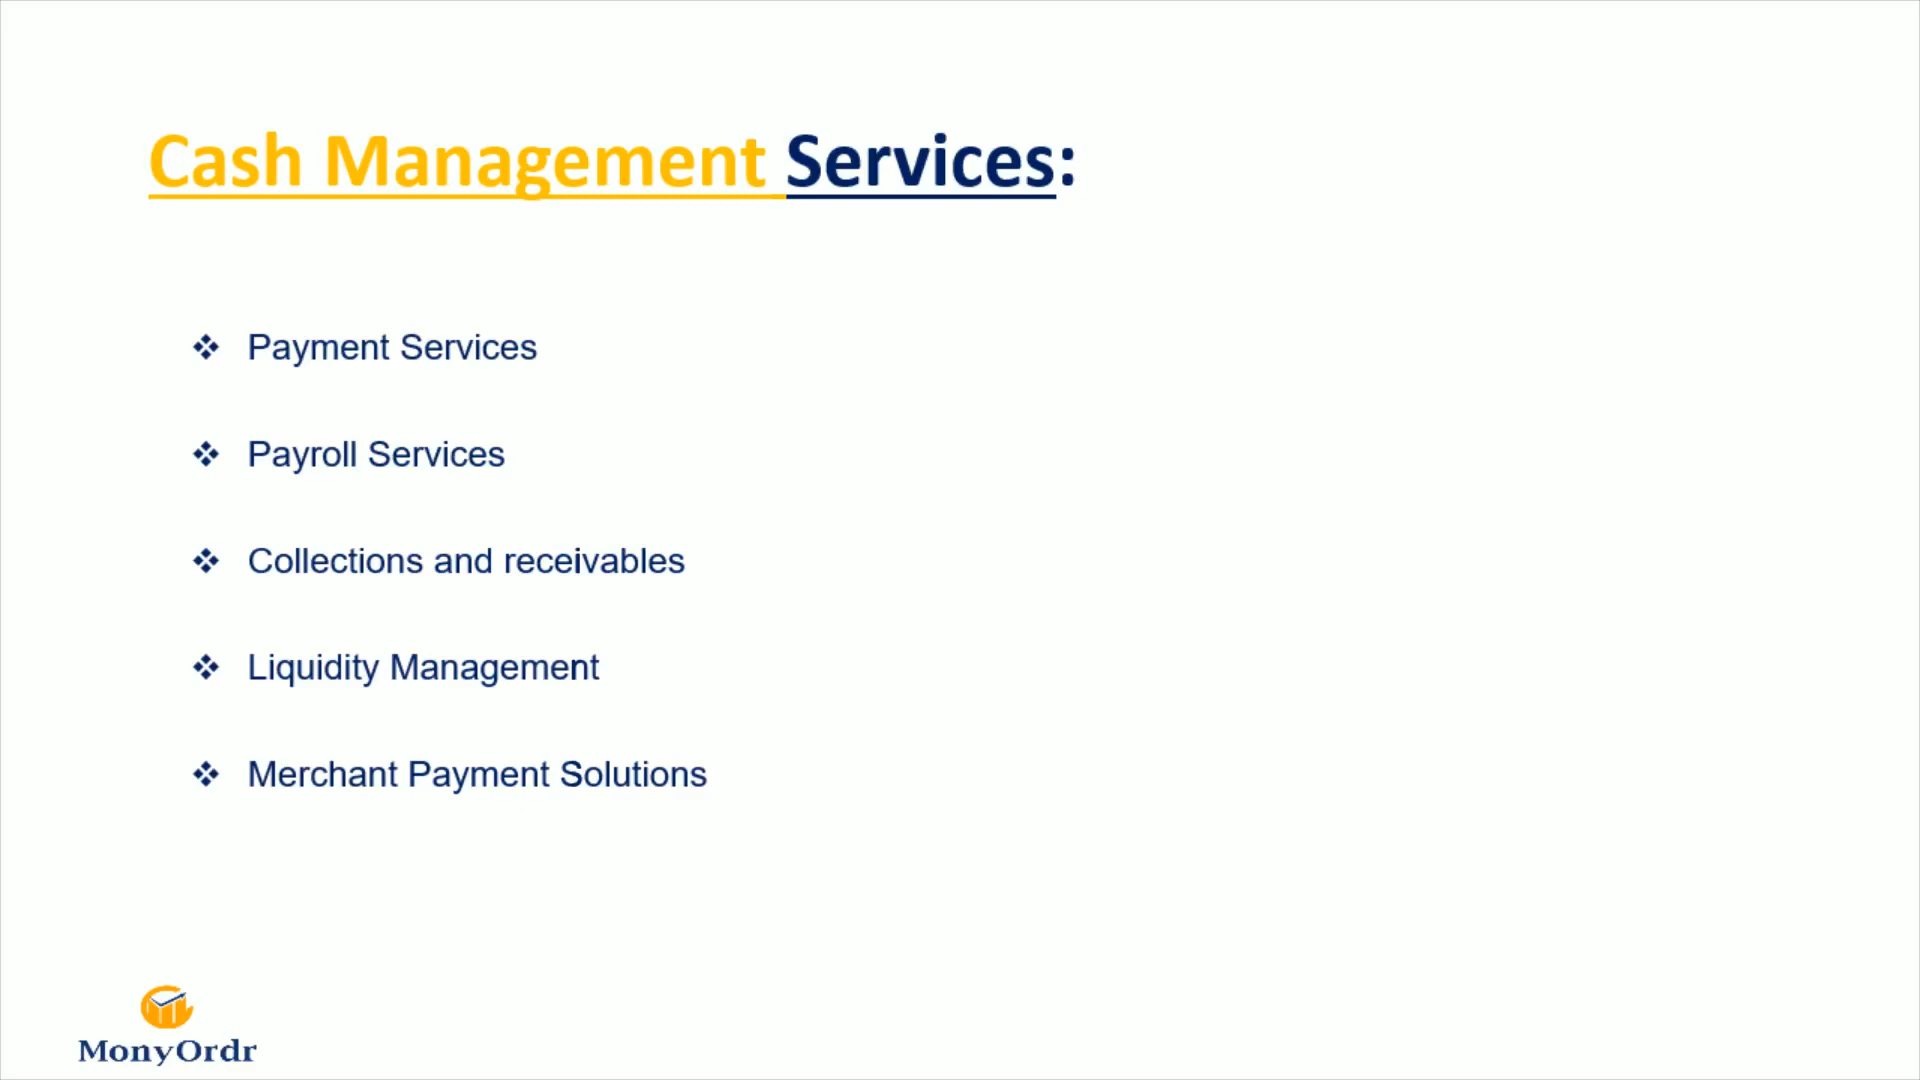 Cash Management Services:
❖ Payment Services
❖ Payroll Services
❖ Collections and receivables
❖ Liquidity Management
❖ Merchant Payment Solutions
MonyOrdr